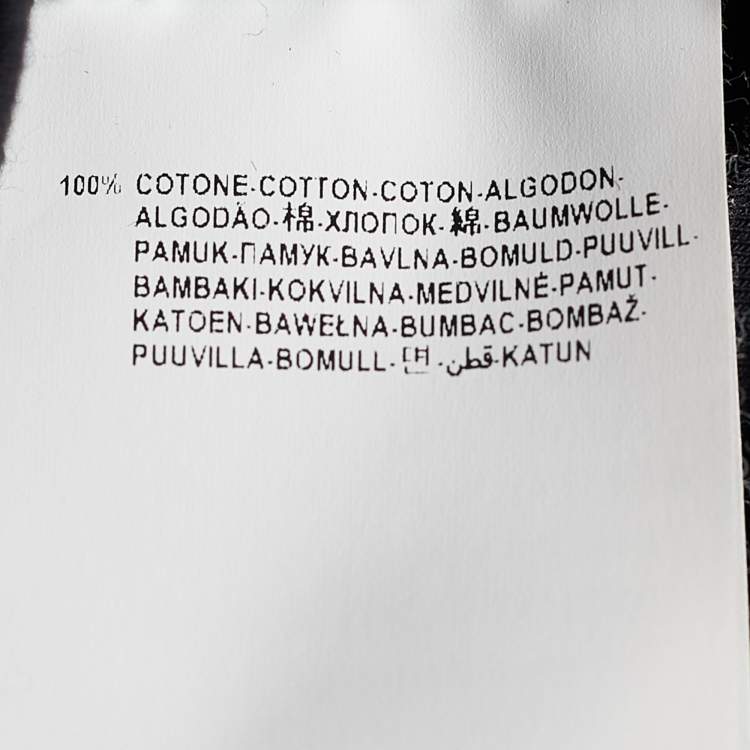 100% COTONE-COTTON-COTON-ALGODON-
ALGODÃO-棉-ХЛОПОК-綿-BAUMWOLLE-
PAMUK-ПАМУК-BAVLNA-BOMULD-PUUVILL-
BAMBAKI-KOKVILNA-MEDVILNĖ-PAMUT-
KATOEN-BAWEŁNA-BUMBAC-BOMBAŽ-
PUUVILLA-BOMULL-면-قطن-KATUN